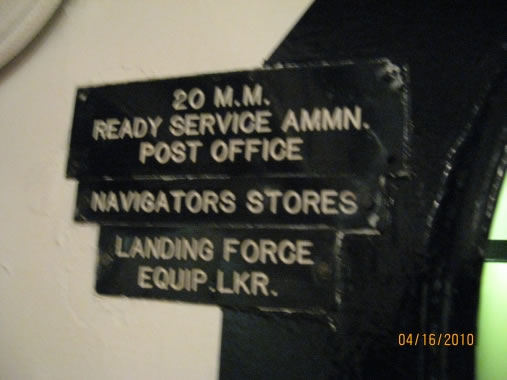 20 M.M.
READY SERVICE AMMN.
POST OFFICE
NAVIGATORS STORES
LANDING FORCE
EQUIP.LKR.
04/16/2010